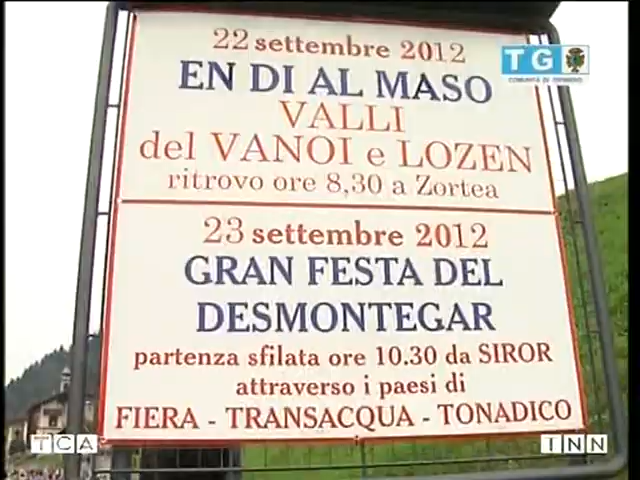 22 settembre 2012
EN DI AL MASO
VALLI
del VANOI e LOZEN
ritrovo ore 8,30 a Zortea
23 settembre 2012
GRAN FESTA DEL
DESMONTEGAR
partenza sfilata ore 10.30 da SIROR
attraverso i paesi di
FIERA - TRANSACQUA - TONADICO
TG
TCA
INN